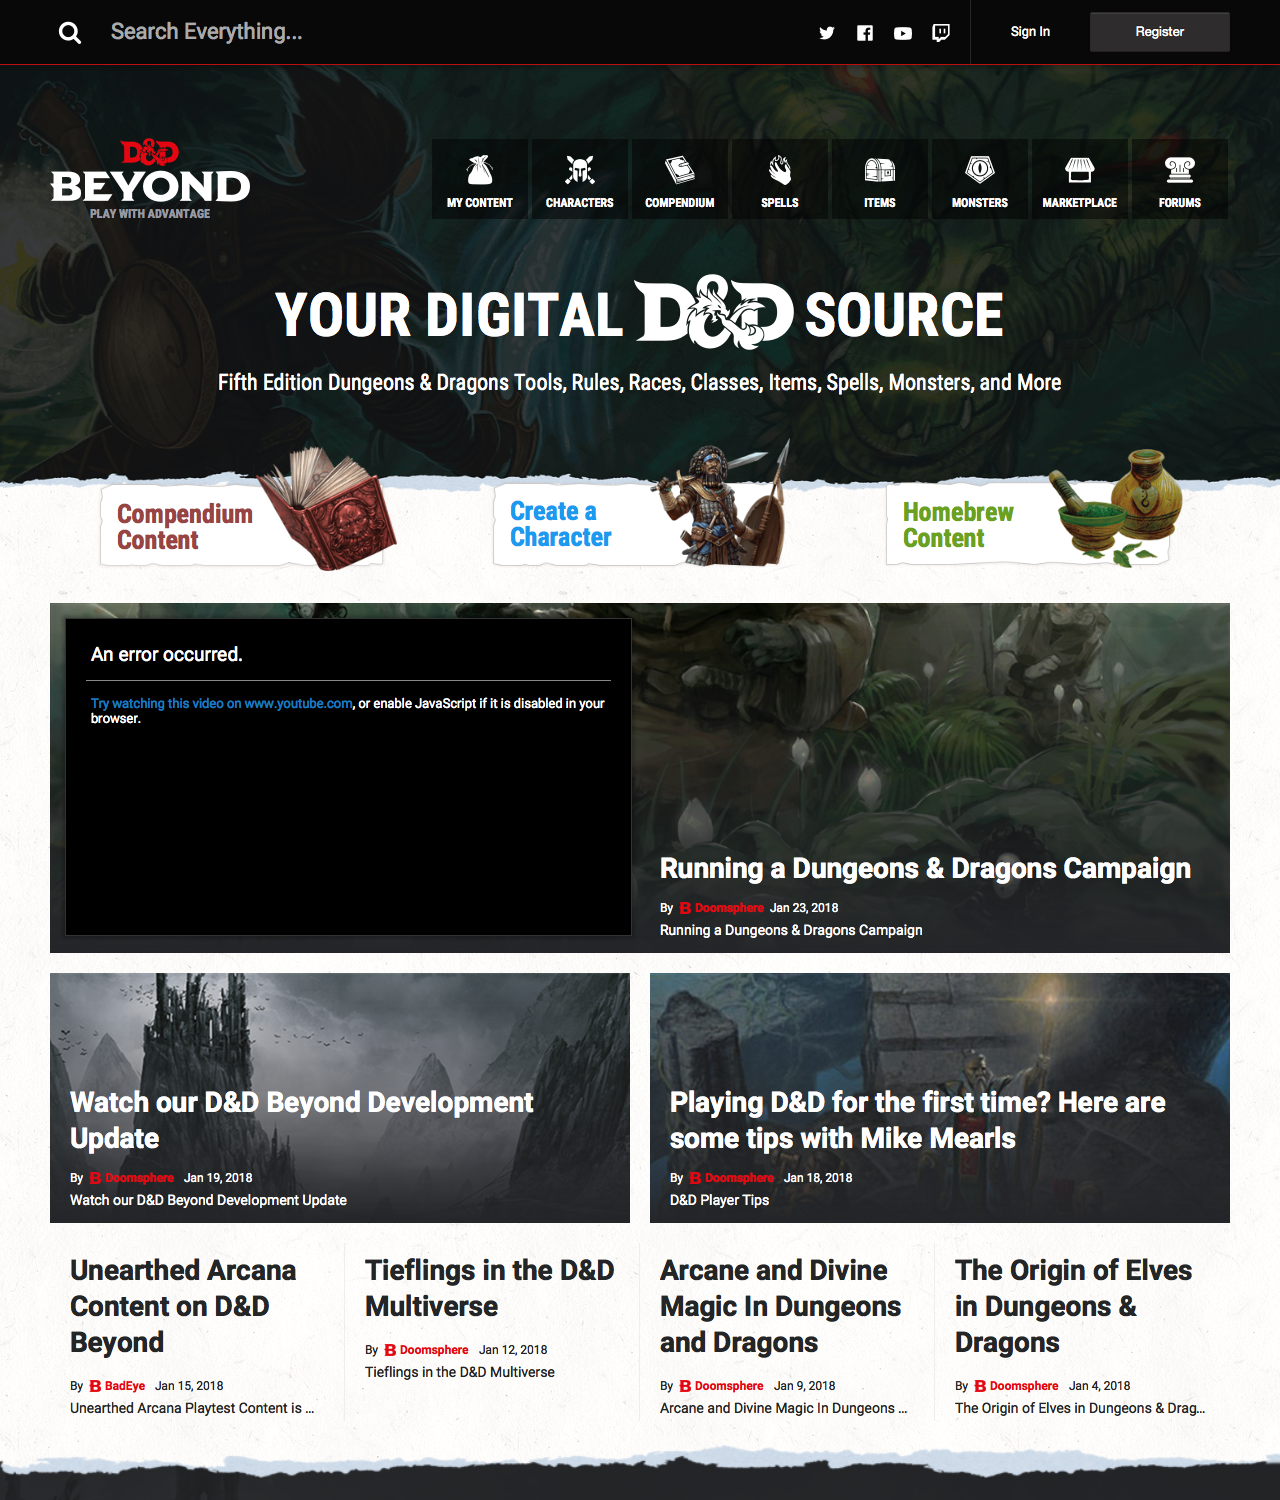 Search Everything...
Sign In
Register
D&D
BEYOND
PLAY WITH ADVANTAGE
MY CONTENT
CHARACTERS
COMPENDIUM
SPELLS
ITEMS
MONSTERS
MARKETPLACE
FORUMS
YOUR DIGITAL D&D SOURCE
Fifth Edition Dungeons & Dragons Tools, Rules, Races, Classes, Items, Spells, Monsters, and More
Compendium
Content
Create a
Character
Homebrew
Content
An error occurred.
Try watching this video on www.youtube.com, or enable JavaScript if it is disabled in your
browser.
Running a Dungeons & Dragons Campaign
By B Doomsphere Jan 23, 2018
Running a Dungeons & Dragons Campaign
Watch our D&D Beyond Development
Update
By B Doomsphere Jan 19, 2018
Watch our D&D Beyond Development Update
Playing D&D for the first time? Here are
some tips with Mike Mearls
By B Doomsphere Jan 18, 2018
D&D Player Tips
Unearthed Arcana
Content on D&D
Beyond
By B BadEye Jan 15, 2018
Unearthed Arcana Playtest Content is ...
Tieflings in the D&D
Multiverse
By B Doomsphere Jan 12, 2018
Tieflings in the D&D Multiverse
Arcane and Divine
Magic In Dungeons
and Dragons
By B Doomsphere Jan 9, 2018
Arcane and Divine Magic In Dungeons ...
The Origin of Elves
in Dungeons &
Dragons
By B Doomsphere Jan 4, 2018
The Origin of Elves in Dungeons & Drag...